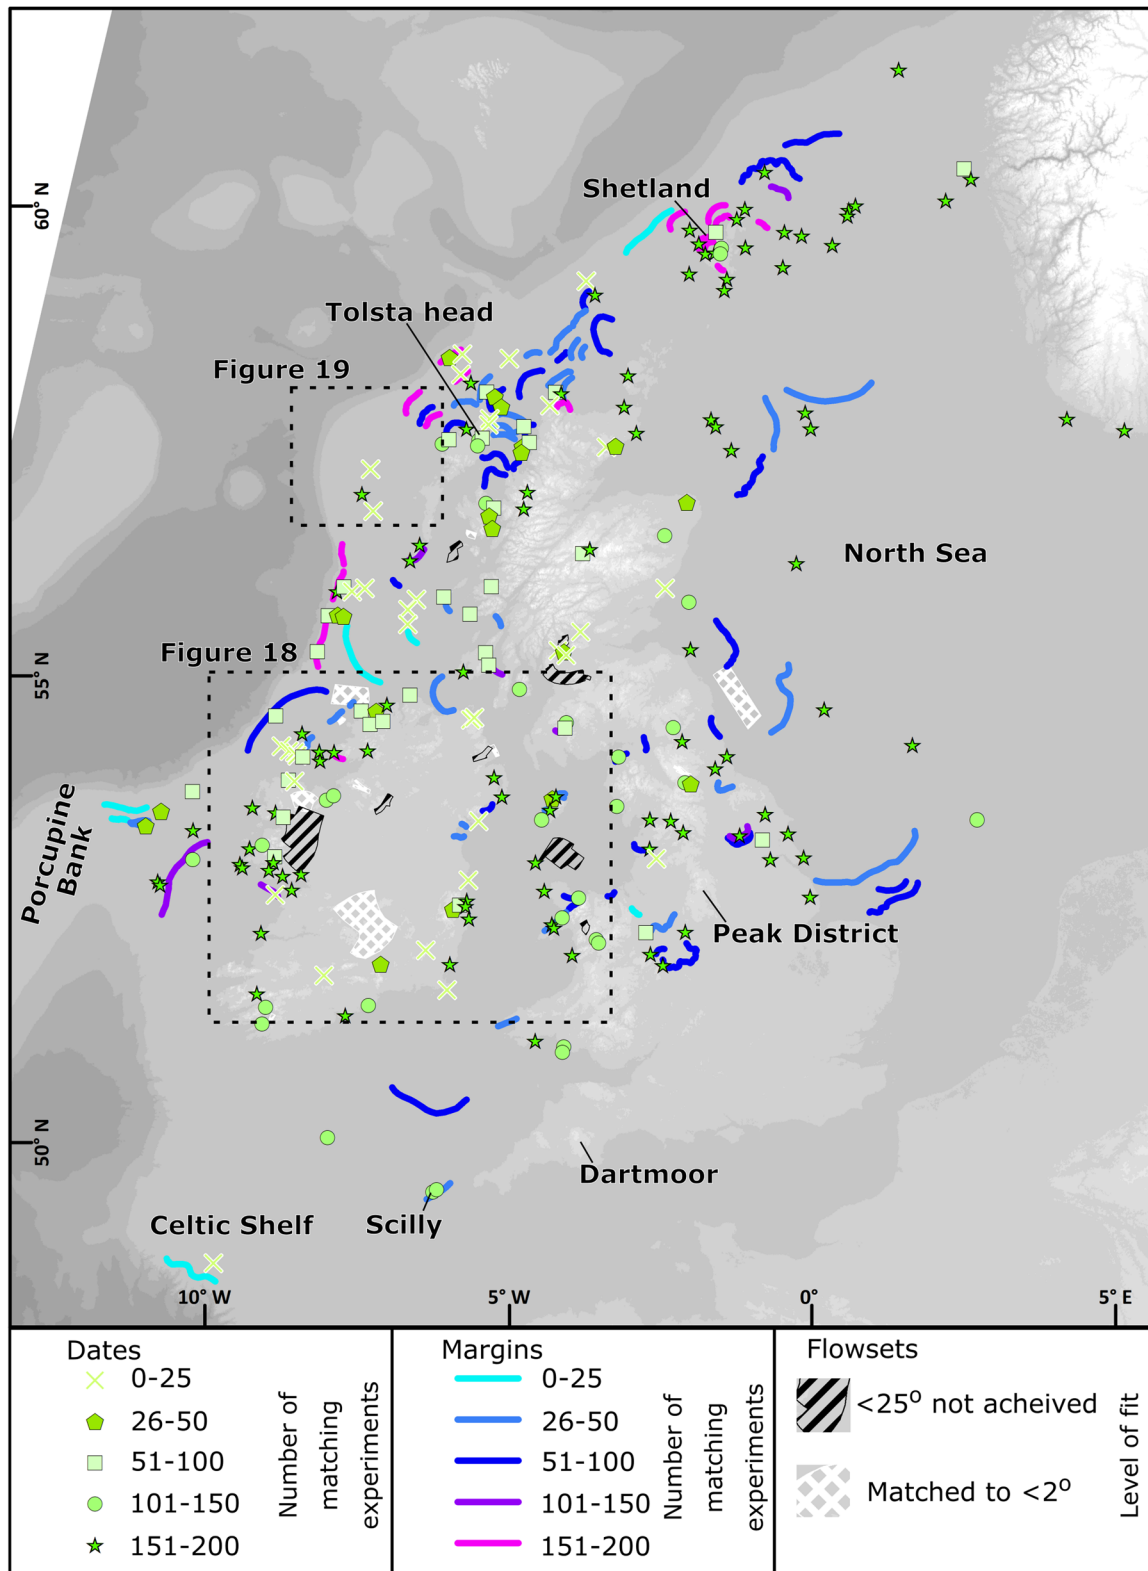 60° N
Shetland
Tolsta head
Figure 19
North Sea
Figure 18
55° N
Porcupine
Bank
Peak District
50° N
Dartmoor
Celtic Shelf
Scilly
10° W
5° W
0°
5° E
Dates
0-25
26-50
51-100
101-150
151-200
Number of
matching
experiments
Margins
0-25
26-50
51-100
101-150
151-200
Number of
matching
experiments
Flowsets
<25º not acheived
Matched to <2º
Level of fit